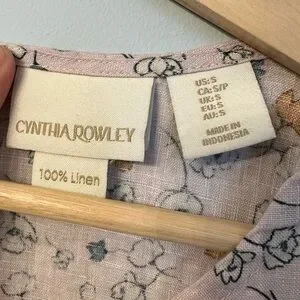 CYNTHIA ROWLEY
100% Linen
US:S
CA:S/P
UK:S
EU:S
AU:S
MADE IN
INDONESIA